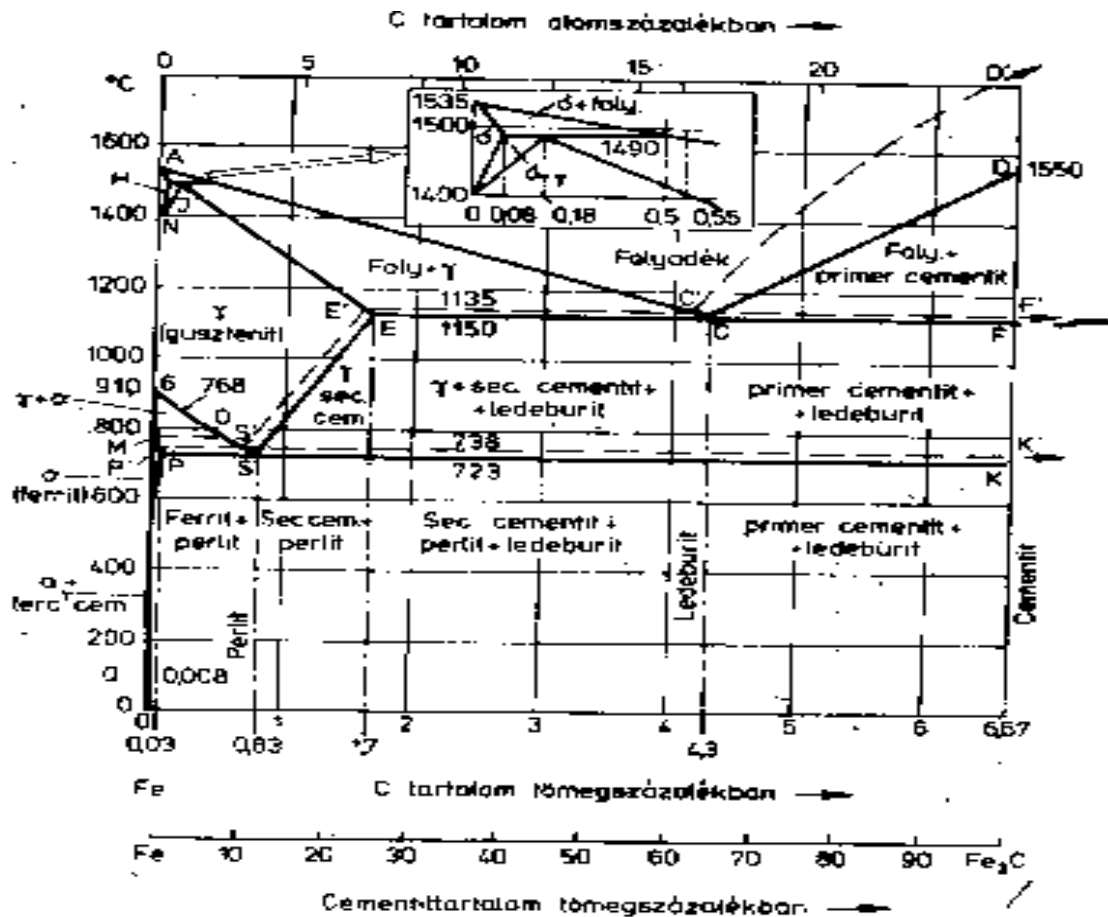 C tartalom atomszázalékban
0 5 10 15 20 D'
°C
1535
1500
δ+foly.
δ
1490
1400
0 0,08 0,18 0,5 0,55
1600
A
H
J
1400
N
D
1550
Foly+γ
Folyadék
Foly.+
primer cementit
1200
1135
E'
C'
F'
E
1150
C
F
γ
(ausztenit)
1000
910
G
768
γ
sec.
cem
γ+sec. cementit+
+ledeburit
primer cementit+
+ledeburit
γ+α
O
S'
800
738
K'
M
P
P
S
723
K
α
(ferrit)
600
Ferrit+
perlit
Sec cem+
perlit
Sec cementit+
perlit+ledeburit
primer cementit+
+ledeburit
400
α+
terc cem
Perlit
Ledeburit
Cementit
200
0,008
0
0 1 2 3 4 5 6 6,67
0,03 0,83 1,7 4,3
Fe C tartalom tömegszázalékban
Fe 10 20 30 40 50 60 70 80 90 Fe₃C
Cementittartalom tömegszázalékban